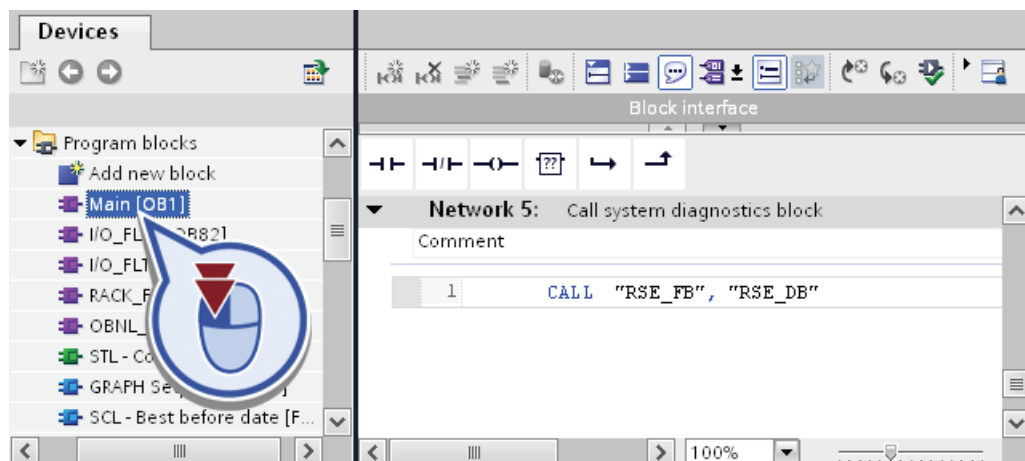 Devices
Block interface
Program blocks
Add new block
Main [OB1]
I/O_FL OB82]
I/O_FLT
RACK_F
OBNL_
STL - Co
GRAPH Se
SCL - Best before date [F...
??
Network 5: Call system diagnostics block
Comment
1 CALL "RSE_FB", "RSE_DB"
100%